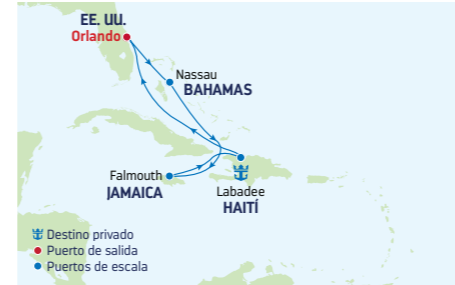 EE. UU.
Orlando
Nassau
BAHAMAS
Falmouth
JAMAICA
Labadee
HAITÍ
Destino privado
Puerto de salida
Puertos de escala